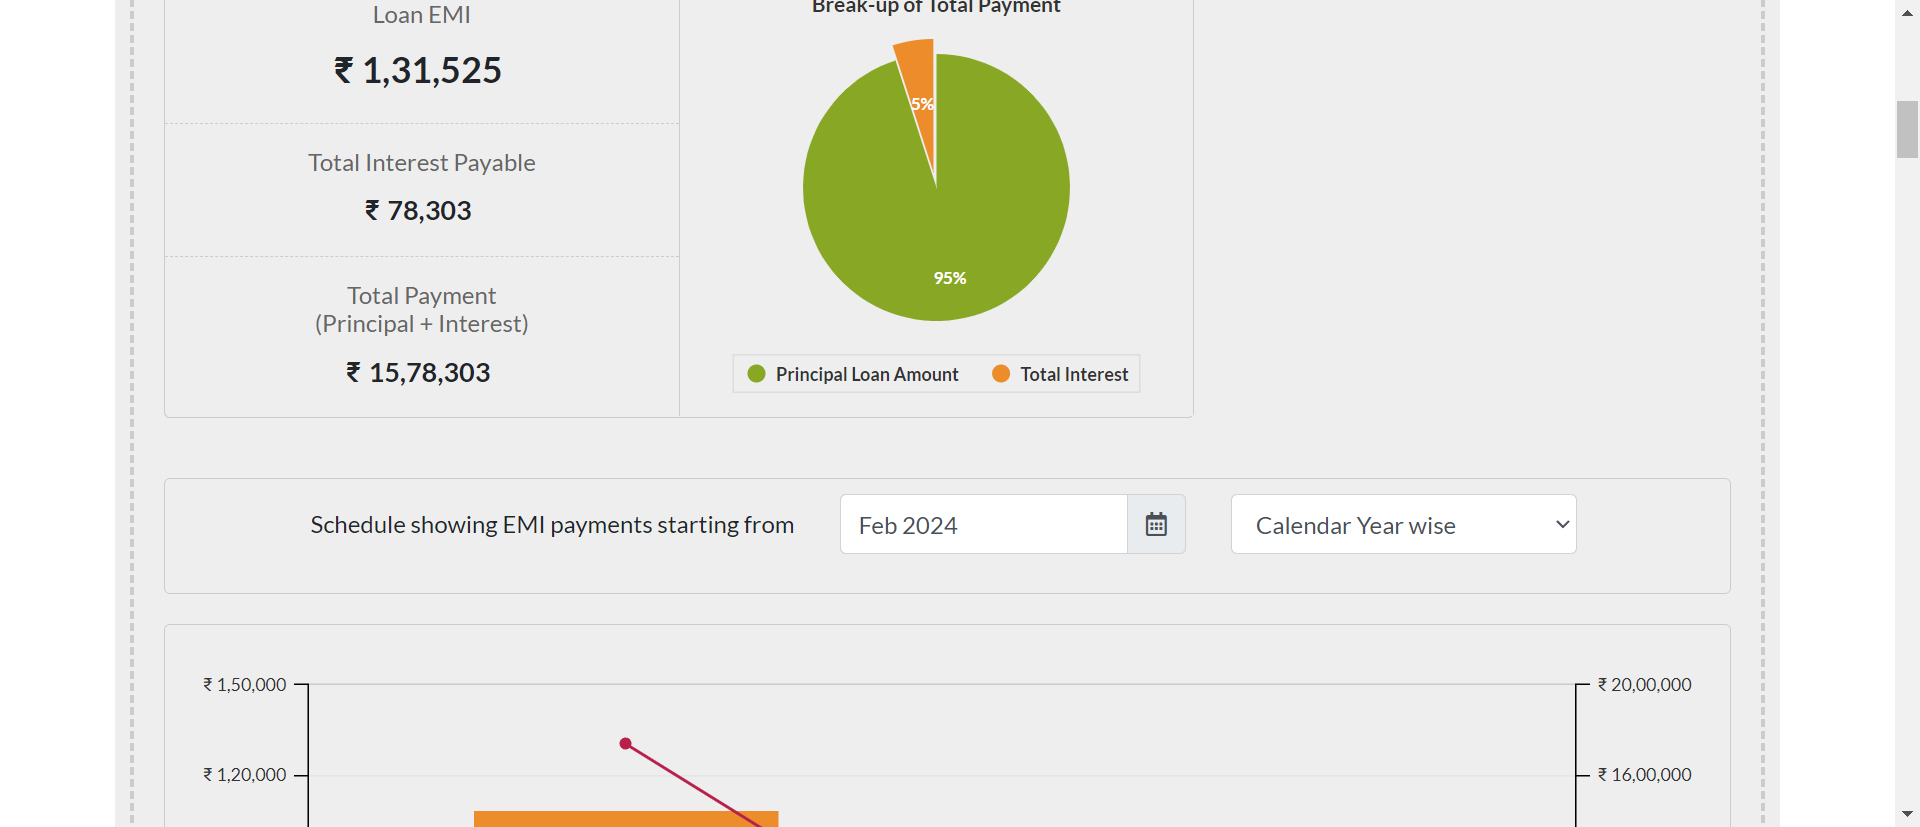 Loan EMI
₹ 1,31,525
Total Interest Payable
₹ 78,303
Total Payment
(Principal + Interest)
₹ 15,78,303
Break-up of Total Payment
5%
95%
Principal Loan Amount
Total Interest
Schedule showing EMI payments starting from
Feb 2024
Calendar Year wise
₹ 1,50,000
₹ 20,00,000
₹ 1,20,000
₹ 16,00,000